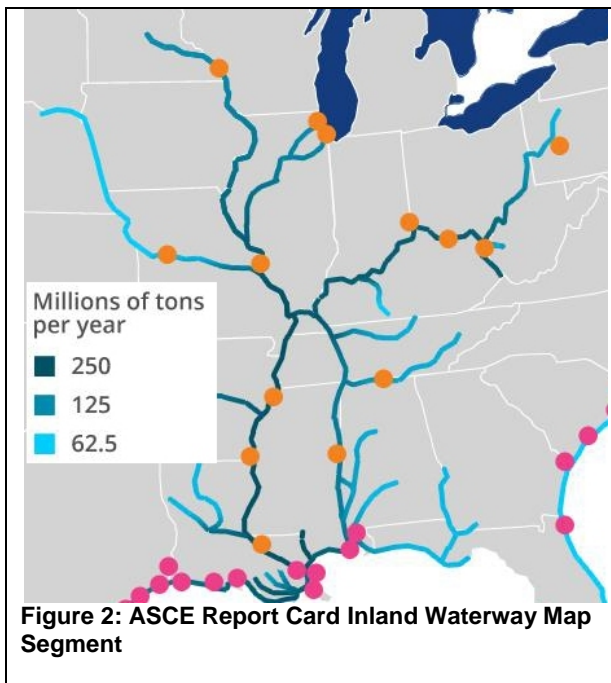 Millions of tons
per year
250
125
62.5
Figure 2: ASCE Report Card Inland Waterway Map
Segment